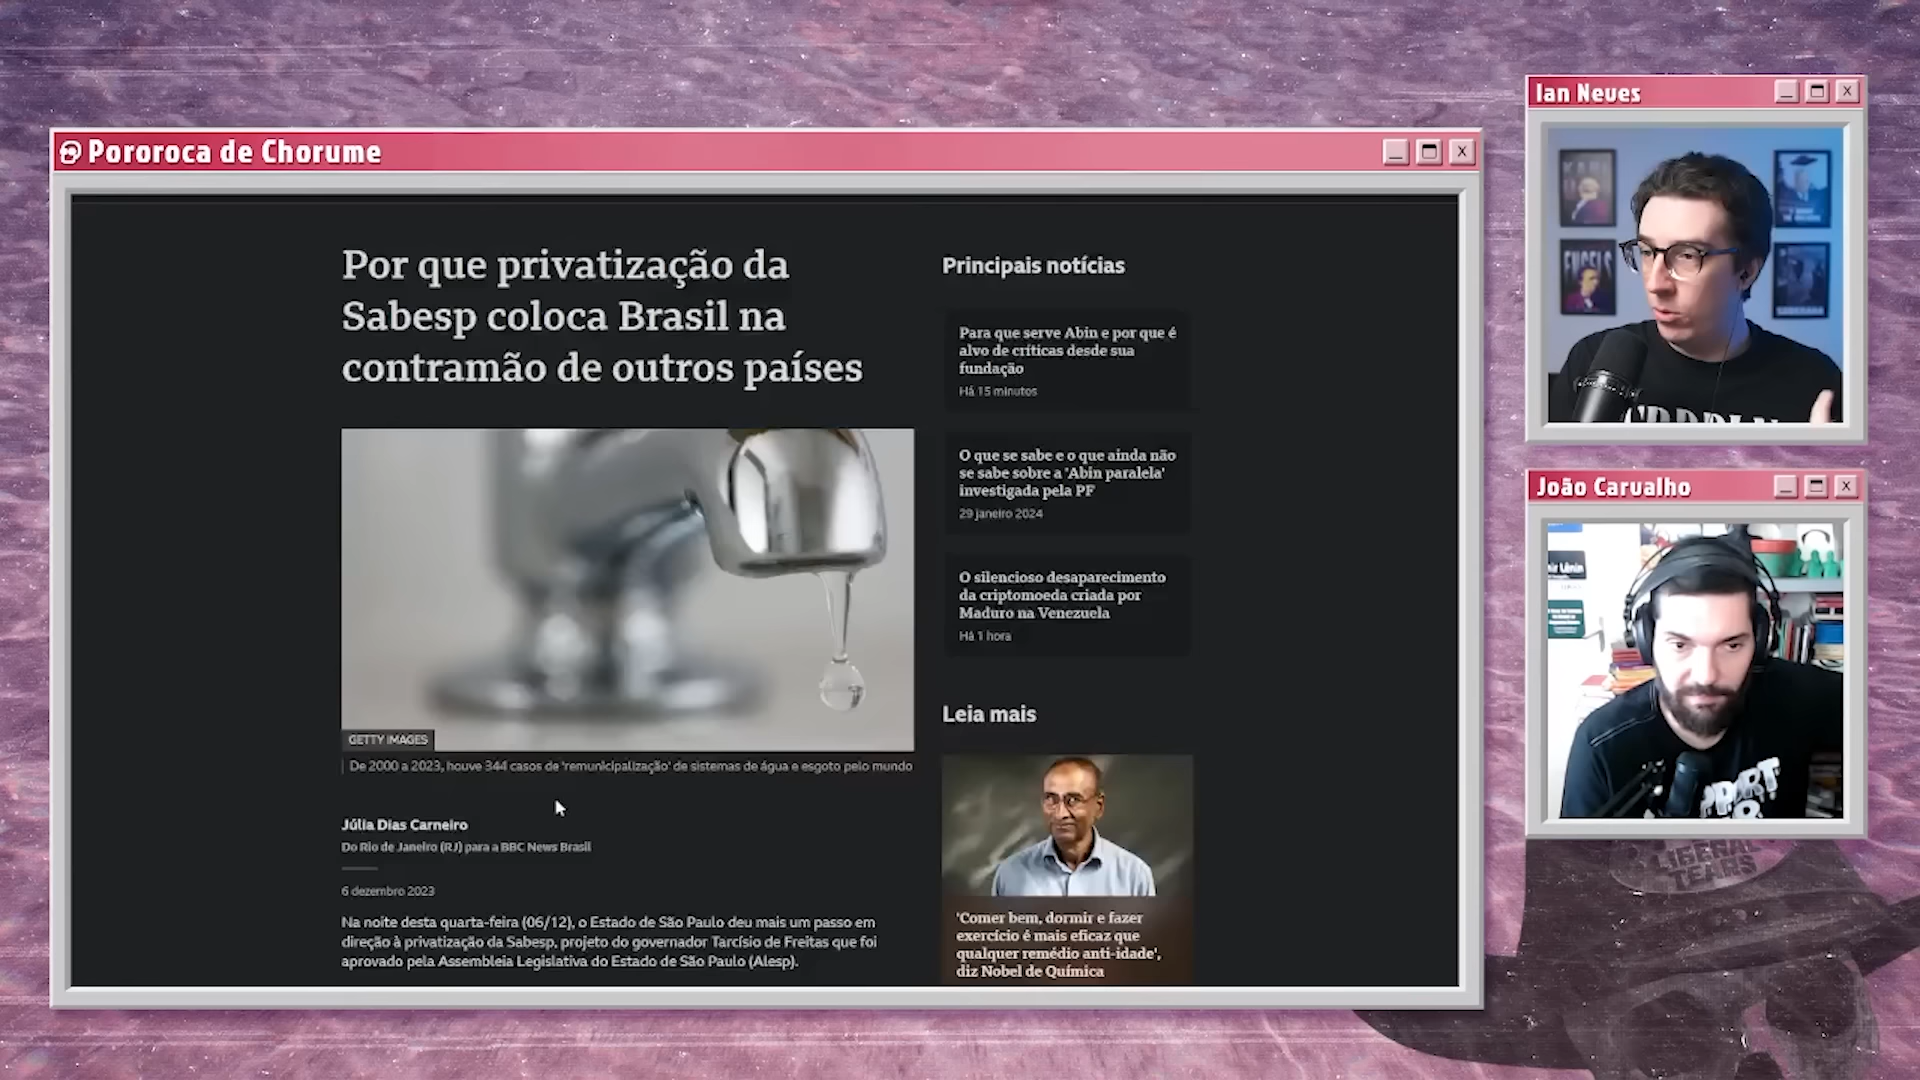 Pororoca de Chorume
Por que privatização da
Sabesp coloca Brasil na
contramão de outros países
GETTY IMAGES
De 2000 a 2023, houve 344 casos de 'remunicipalização' de sistemas de água e esgoto pelo mundo
Júlia Dias Carneiro
Do Rio de Janeiro (RJ) para a BBC News Brasil
6 dezembro 2023
Na noite desta quarta-feira (06/12), o Estado de São Paulo deu mais um passo em
direção à privatização da Sabesp, projeto do governador Tarcísio de Freitas que foi
aprovado pela Assembleia Legislativa do Estado de São Paulo (Alesp).
Principais notícias
Para que serve Abin e por que é
alvo de críticas desde sua
fundação
Há 15 minutos
O que se sabe e o que ainda não
se sabe sobre a 'Abin paralela'
investigada pela PF
29 janeiro 2024
O silencioso desaparecimento
da criptomoeda criada por
Maduro na Venezuela
Há 1 hora
Leia mais
'Comer bem, dormir e fazer
exercício é mais eficaz que
qualquer remédio anti-idade',
diz Nobel de Química
Ian Neves
KARL
ENGELS
João Carvalho
Lênin
LIBERAL
TEARS